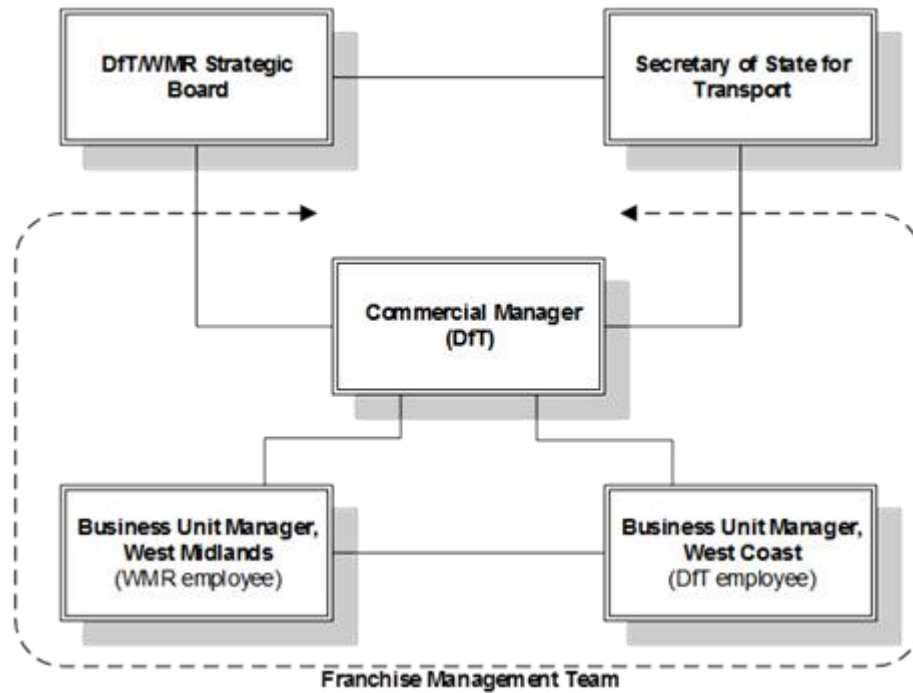 DfT/WMR Strategic
Board
Secretary of State for
Transport
Commercial Manager
(DfT)
Business Unit Manager,
West Midlands
(WMR employee)
Business Unit Manager,
West Coast
(DfT employee)
Franchise Management Team